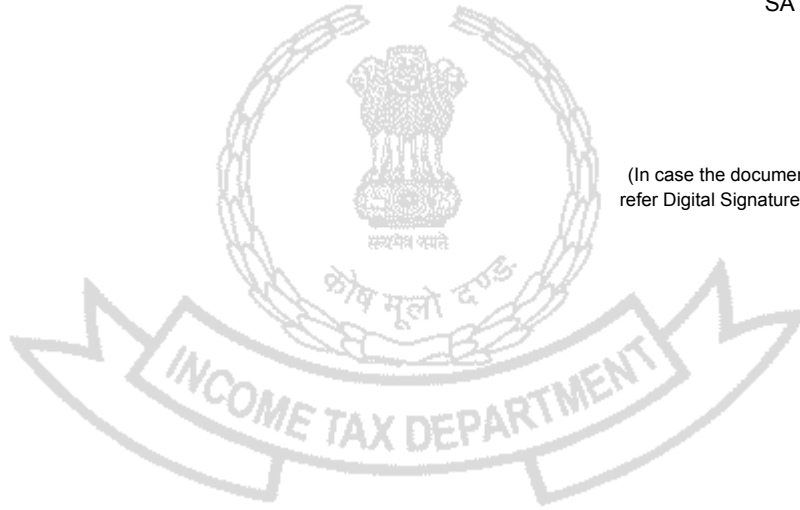 SA
(In case the documen
refer Digital Signature
सत्यमेव जयते
कोष मूलो दण्ड:
INCOME TAX DEPARTMENT